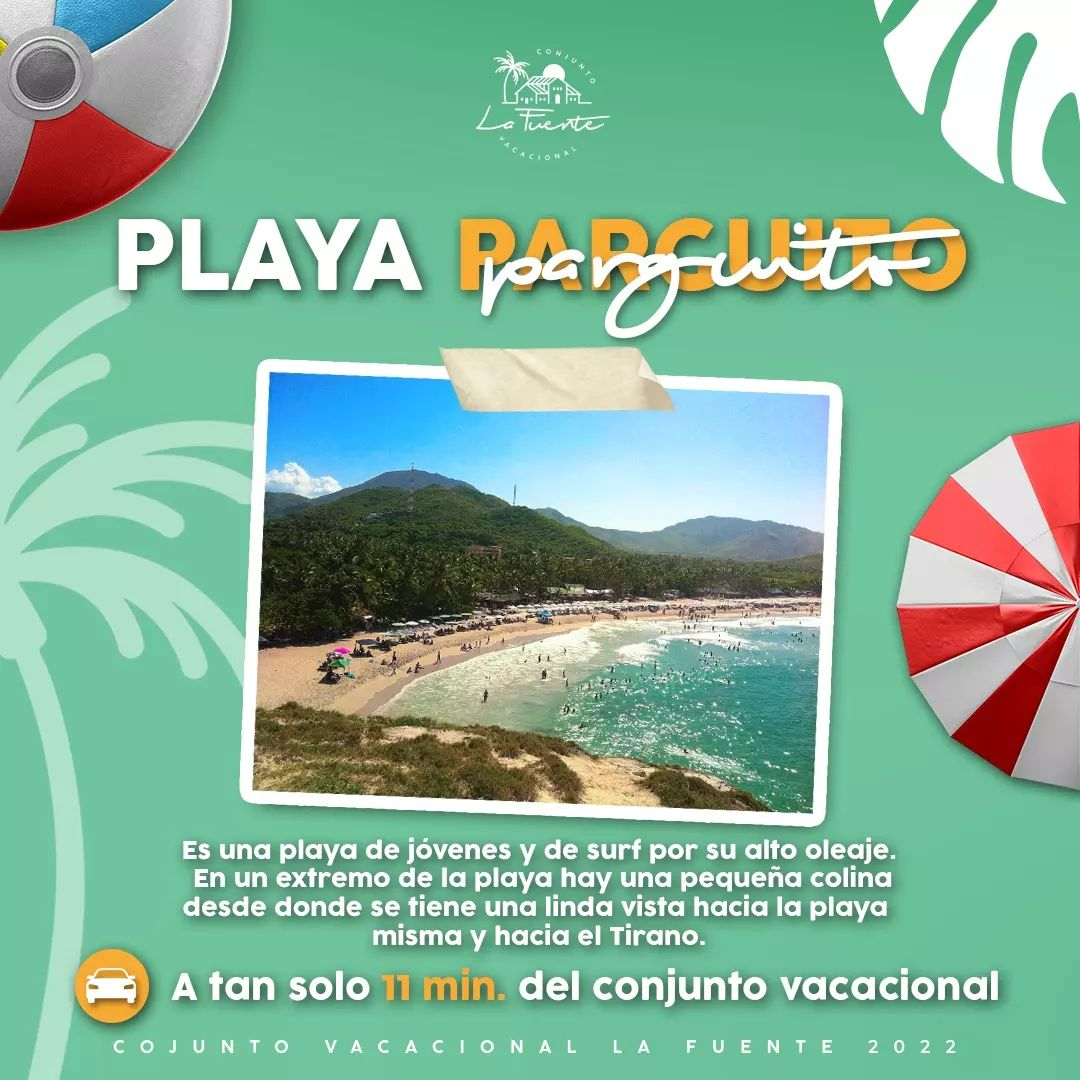 CONJUNTO
La Fuente
VACACIONAL
PLAYA PARGUITO
parguito
Es una playa de jóvenes y de surf por su alto oleaje.
En un extremo de la playa hay una pequeña colina
desde donde se tiene una linda vista hacia la playa
misma y hacia el Tirano.
A tan solo 11 min. del conjunto vacacional
COJUNTO VACACIONAL LA FUENTE 2022